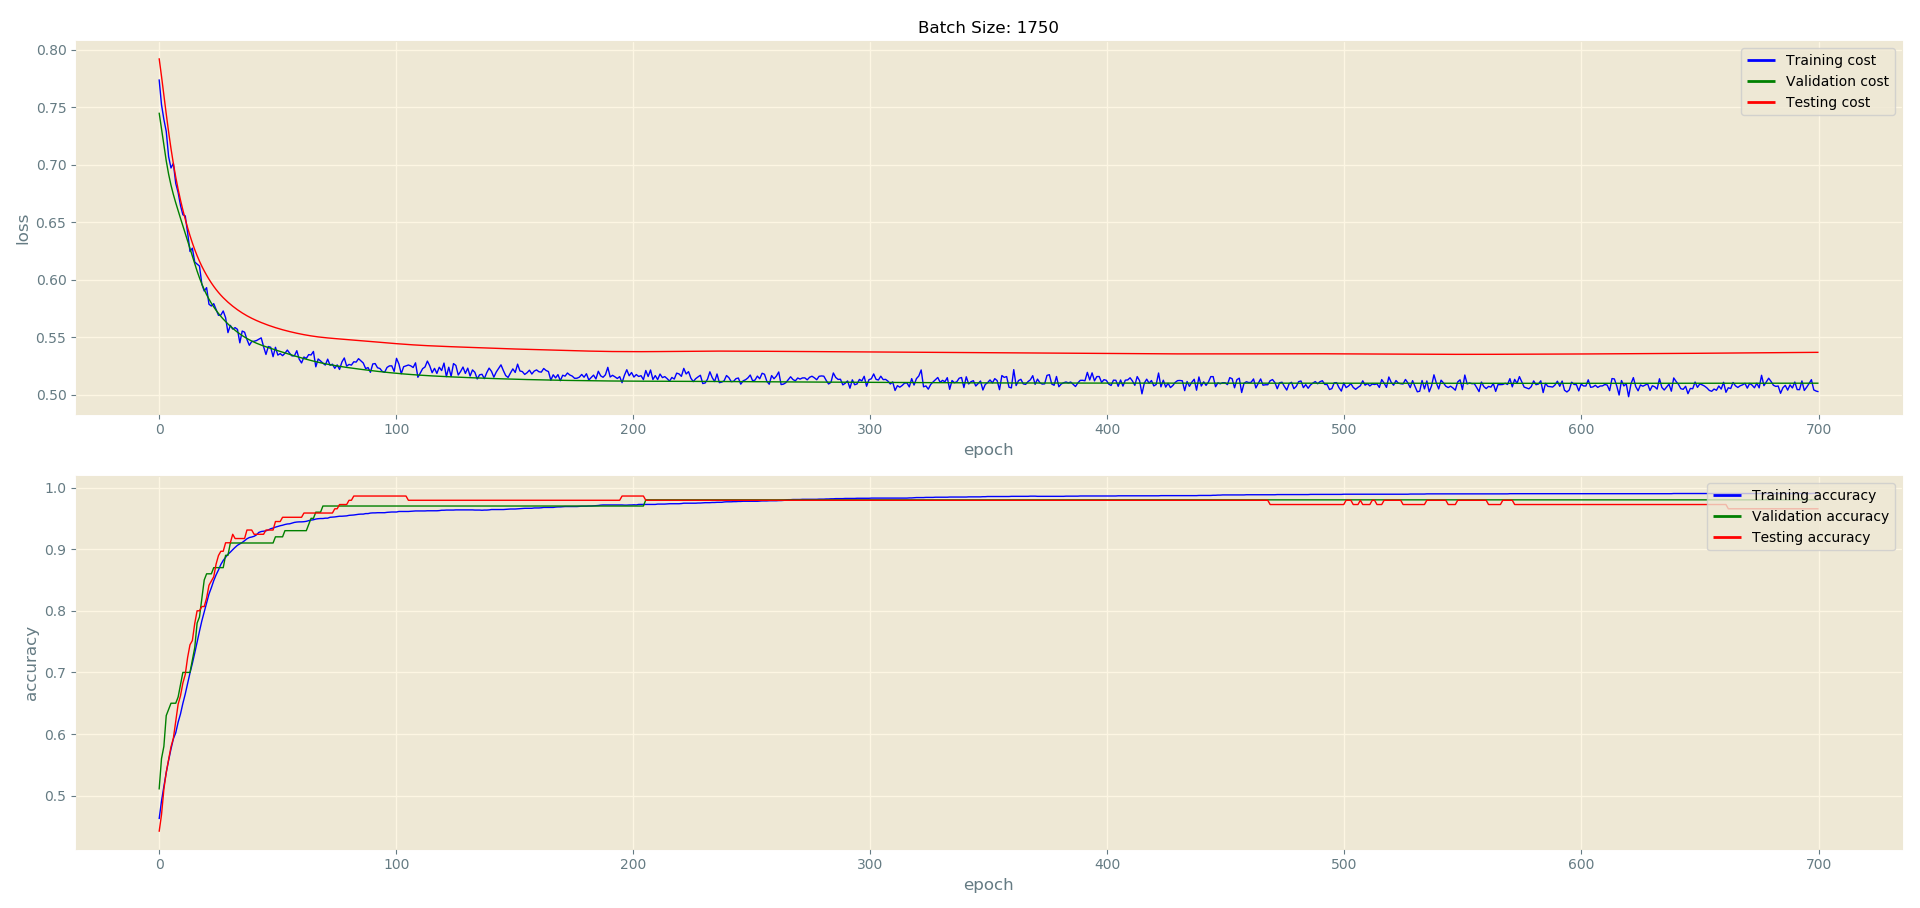 Batch Size: 1750
0.80
0.75
0.70
0.65
0.60
0.55
0.50
loss
Training cost
Validation cost
Testing cost
0 100 200 300 400 500 600 700
epoch
1.0
0.9
0.8
0.7
0.6
0.5
accuracy
Training accuracy
Validation accuracy
Testing accuracy
0 100 200 300 400 500 600 700
epoch